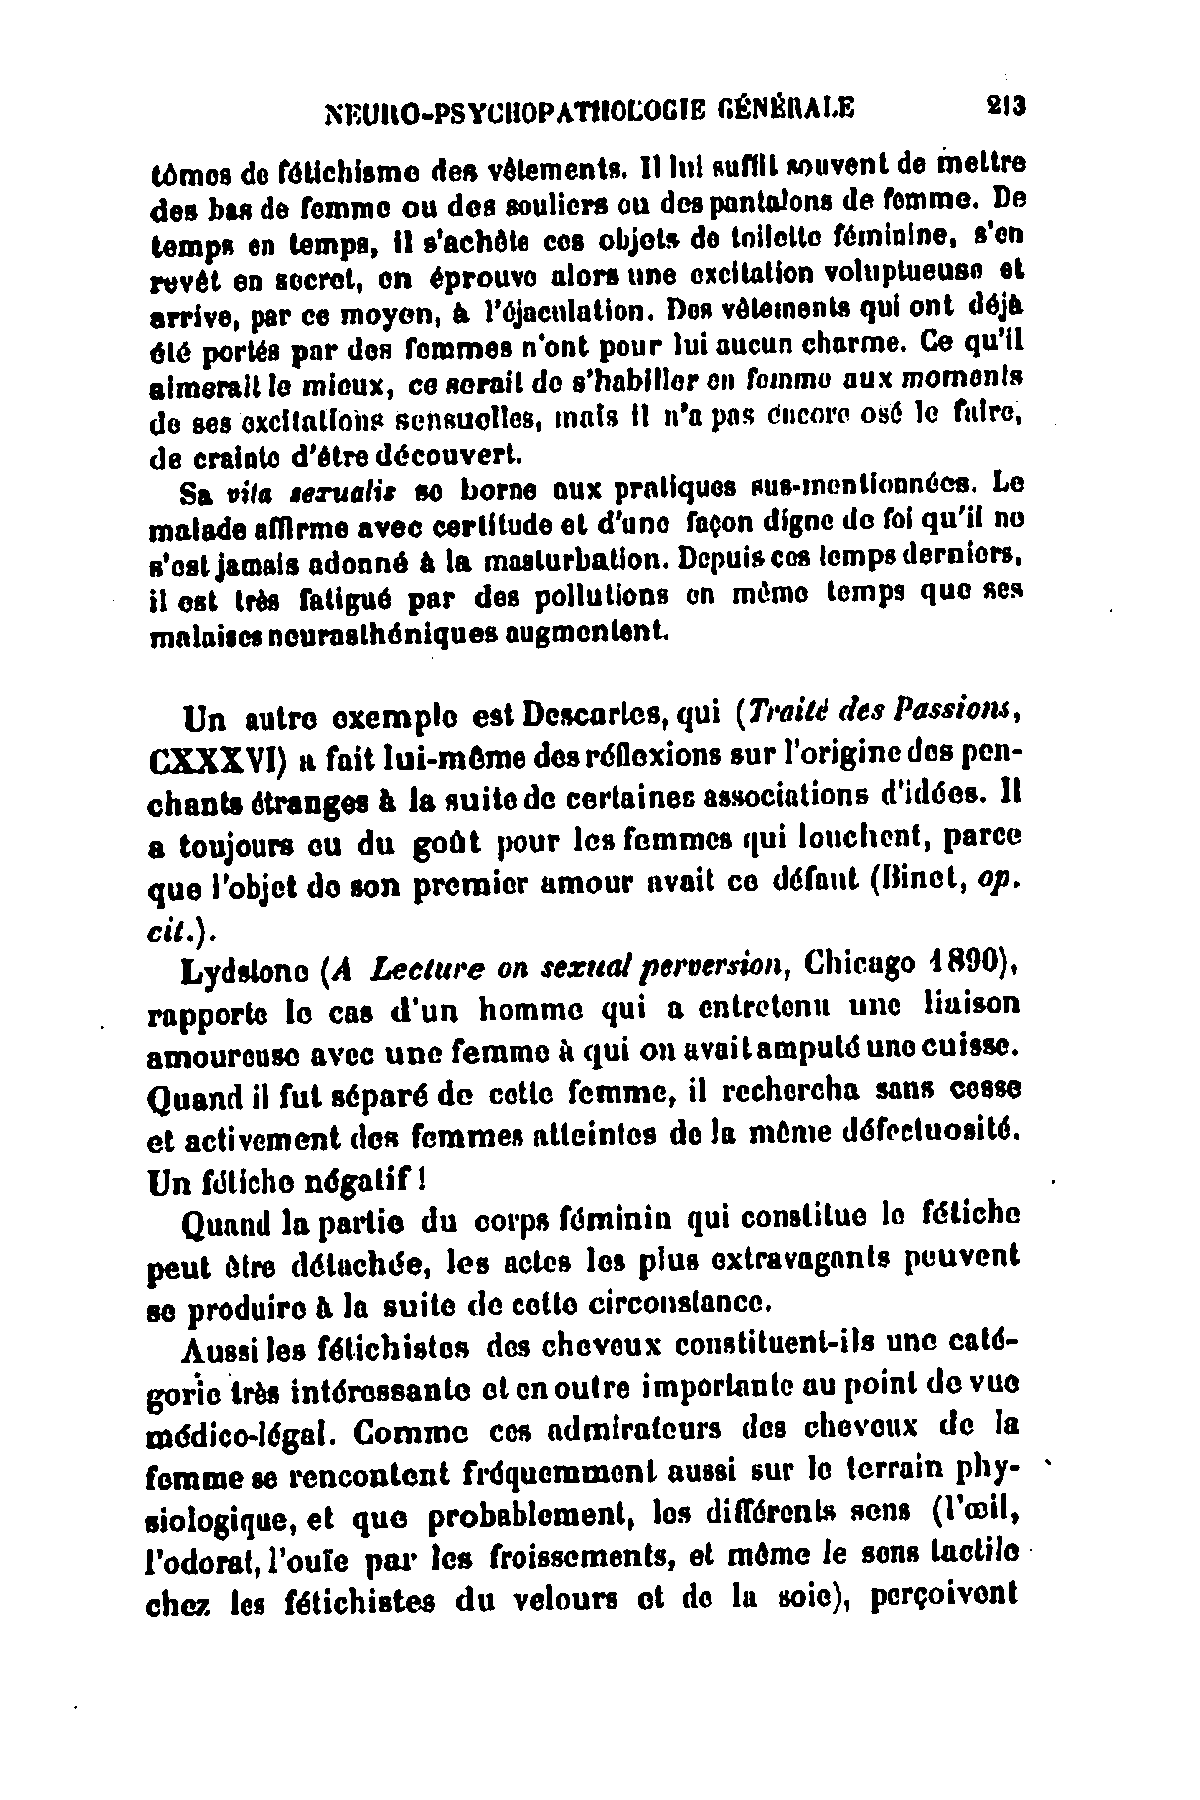 NEURO-PSYCHOPATHOLOGIE GÉNÉRALE 213
tômes de fétichisme des vêtements. Il lui suffit souvent de mettre
des bas de femme ou des souliers ou des pantalons de femme. De
temps en temps, il s'achète ces objets de toilette féminine, s'en
revêt en secret, en éprouve alors une excitation voluptueuse et
arrive, par ce moyen, à l'éjaculation. Des vêtements qui ont déjà
été portés par des femmes n'ont pour lui aucun charme. Ce qu'il
aimerait le mieux, ce serait de s'habiller en femme aux moments
de ses excitations sensuelles, mais il n'a pas encore osé le faire,
de crainte d'être découvert.
Sa vita sexualis se borne aux pratiques sus-mentionnées. Le
malade affirme avec certitude et d'une façon digne de foi qu'il ne
s'est jamais adonné à la masturbation. Depuis ces temps derniers,
il est très fatigué par des pollutions en même temps que ses
malaises neurasthéniques augmentent.
Un autre exemple est Descartes, qui (Traité des Passions,
CXXXVI) a fait lui-même des réflexions sur l'origine des pen-
chants étranges à la suite de certaines associations d'idées. Il
a toujours eu du goût pour les femmes qui louchent, parce
que l'objet de son premier amour avait ce défaut (Binet, op.
cit.).
Lydstone (A Lecture on sexual perversion, Chicago 1890),
rapporte le cas d'un homme qui a entretenu une liaison
amoureuse avec une femme à qui on avait amputé une cuisse.
Quand il fut séparé de cette femme, il rechercha sans cesse
et activement des femmes atteintes de la même défectuosité.
Un fétiche négatif !
Quand la partie du corps féminin qui constitue le fétiche
peut être détachée, les actes les plus extravagants peuvent
se produire à la suite de cette circonstance.
Aussi les fétichistes des cheveux constituent-ils une caté-
gorie très intéressante et en outre importante au point de vue
médico-légal. Comme ces admirateurs des cheveux de la
femme se rencontent fréquemment aussi sur le terrain phy-
siologique, et que probablement, les différents sens (l'œil,
l'odorat, l'ouïe par les froissements, et même le sens tactile
chez les fétichistes du velours et de la soie), perçoivent